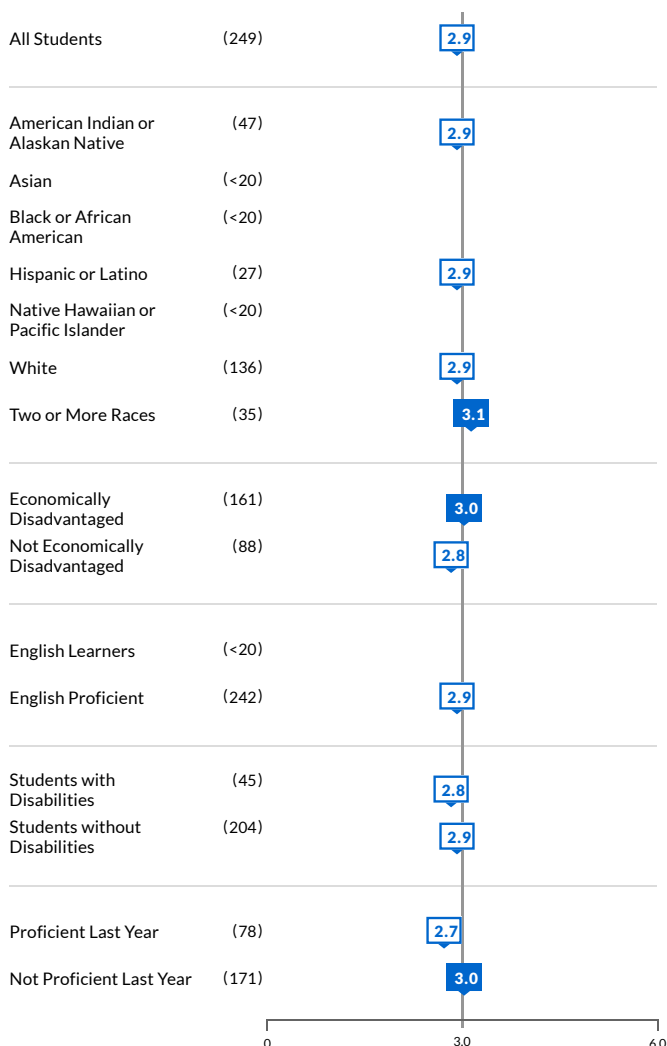 All Students (249) 2.9
American Indian or (47) 2.9
Alaskan Native
Asian (<20)
Black or African (<20)
American
Hispanic or Latino (27) 2.9
Native Hawaiian or (<20)
Pacific Islander
White (136) 2.9
Two or More Races (35) 3.1
Economically (161) 3.0
Disadvantaged
Not Economically (88) 2.8
Disadvantaged
English Learners (<20)
English Proficient (242) 2.9
Students with (45) 2.8
Disabilities
Students without (204) 2.9
Disabilities
Proficient Last Year (78) 2.7
Not Proficient Last Year (171) 3.0
0 3.0 6.0